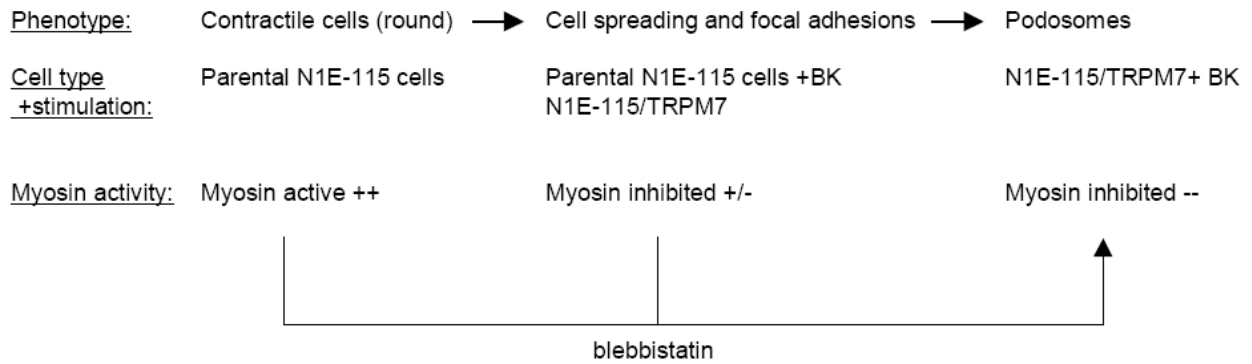 Phenotype: Contractile cells (round) Cell spreading and focal adhesions Podosomes
Cell type Parental N1E-115 cells Parental N1E-115 cells +BK N1E-115/TRPM7+ BK
+stimulation: N1E-115/TRPM7
Myosin activity: Myosin active ++ Myosin inhibited +/- Myosin inhibited --
blebbistatin